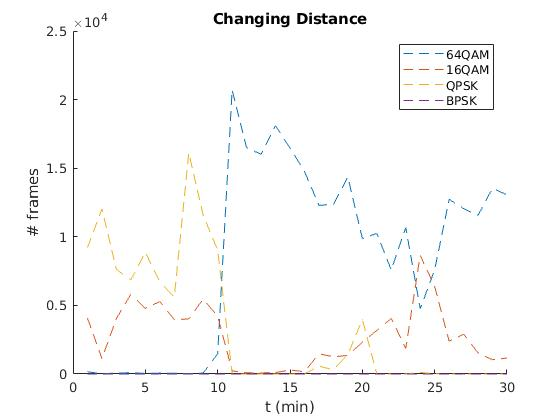 Changing Distance
×10⁴
2.5
2
1.5
1
0.5
0
# frames
0 5 10 15 20 25 30
t (min)
64QAM
16QAM
QPSK
BPSK